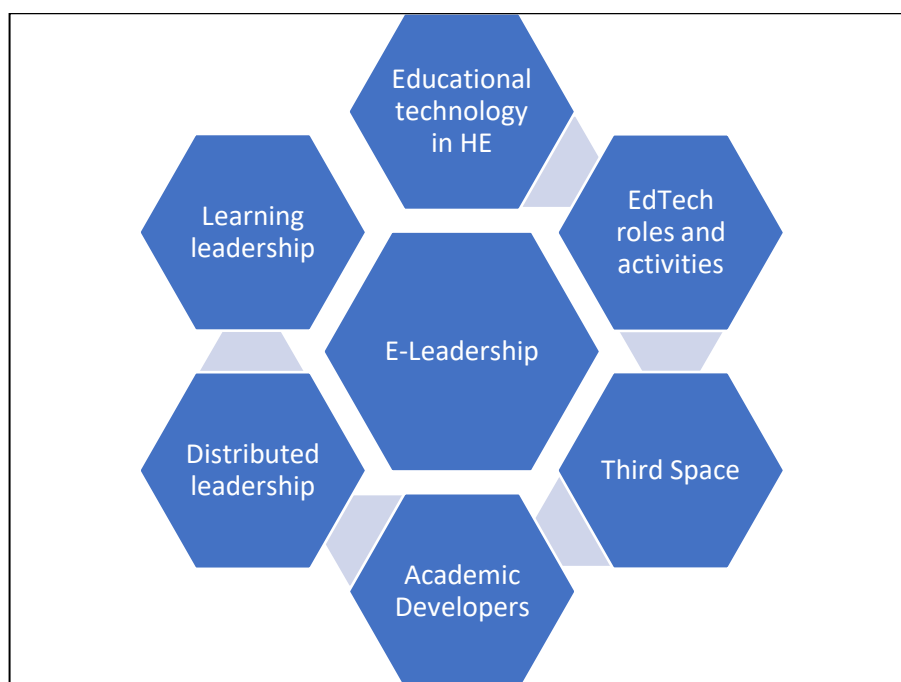 Educational
technology
in HE
Learning
leadership
EdTech
roles and
activities
E-Leadership
Distributed
leadership
Third Space
Academic
Developers